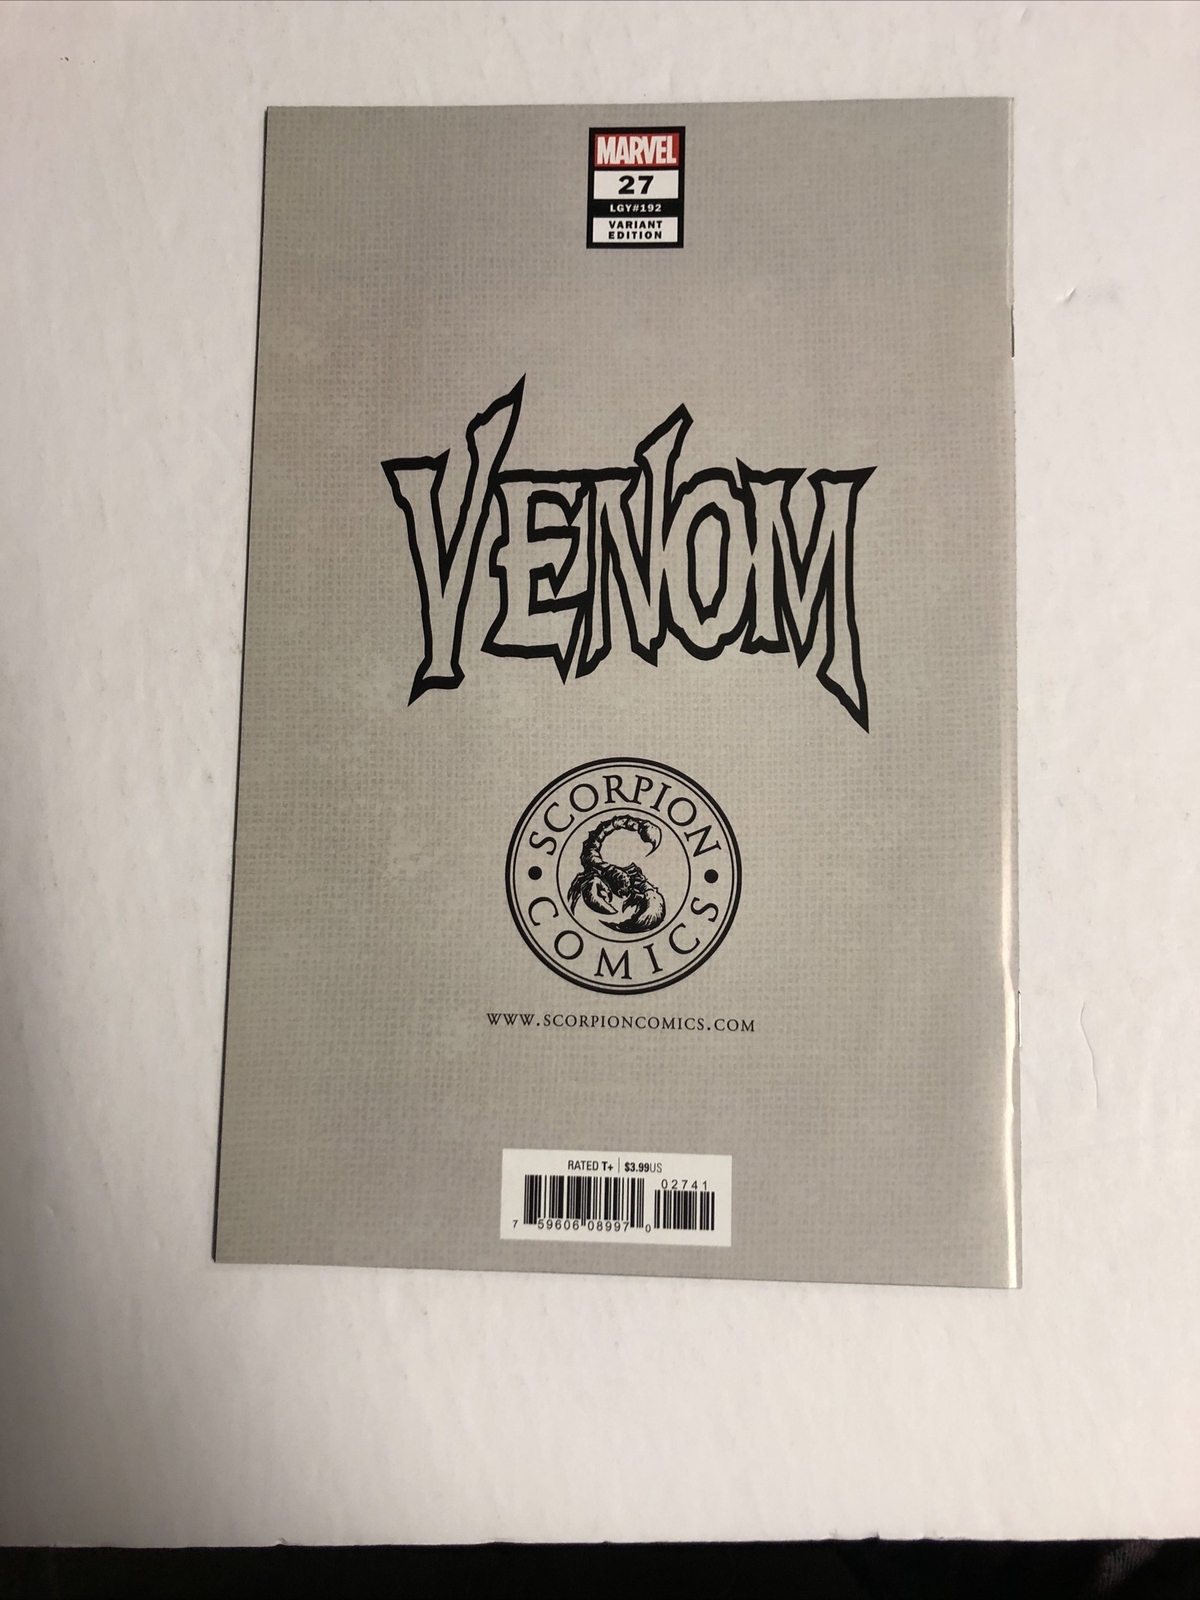 MARVEL
27
LGY#192
VARIANT
EDITION
VENOM
SCORPION
COMICS
WWW.SCORPIONCOMICS.COM
RATED T+ | $3.99US
02741
7 59606 08997 0